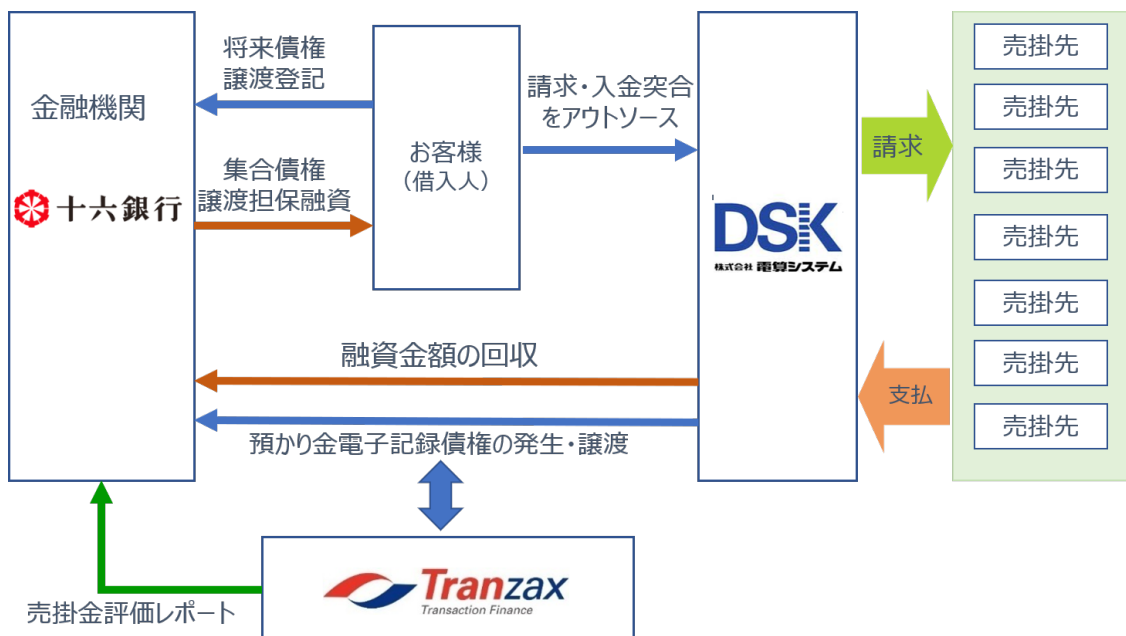 金融機関
十六銀行
将来債権
譲渡登記
集合債権
譲渡担保融資
お客様
（借入人）
請求・入金突合
をアウトソース
DSK
株式会社 電算システム
請求
支払
売掛先
売掛先
売掛先
売掛先
売掛先
売掛先
売掛先
融資金額の回収
預かり金電子記録債権の発生・譲渡
Tranzax
Transaction Finance
売掛金評価レポート